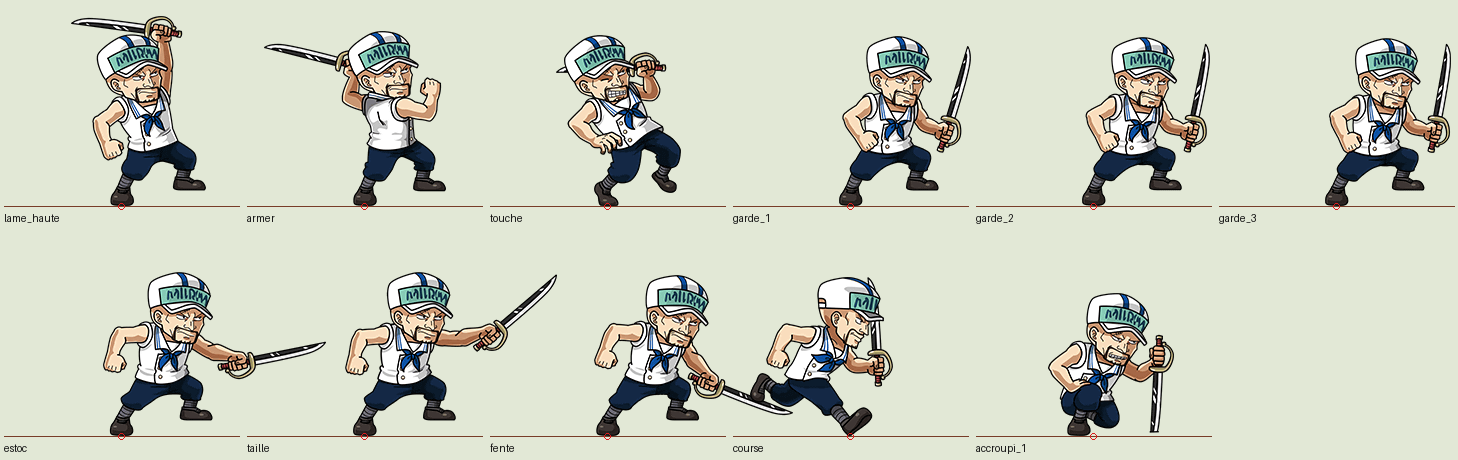 lame_haute
armer
touche
garde_1
garde_2
garde_3
estoc
taille
fente
course
accroupi_1